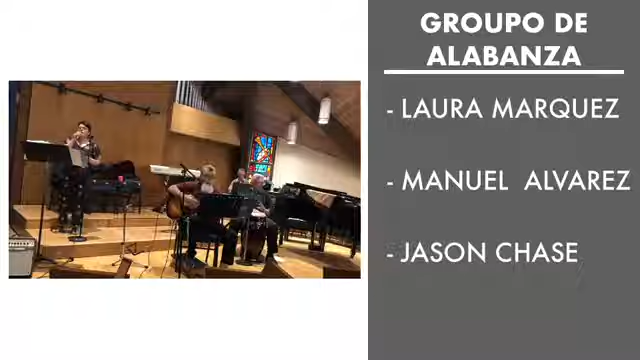 GROUPO DE
ALABANZA
- LAURA MARQUEZ
- MANUEL ALVAREZ
- JASON CHASE